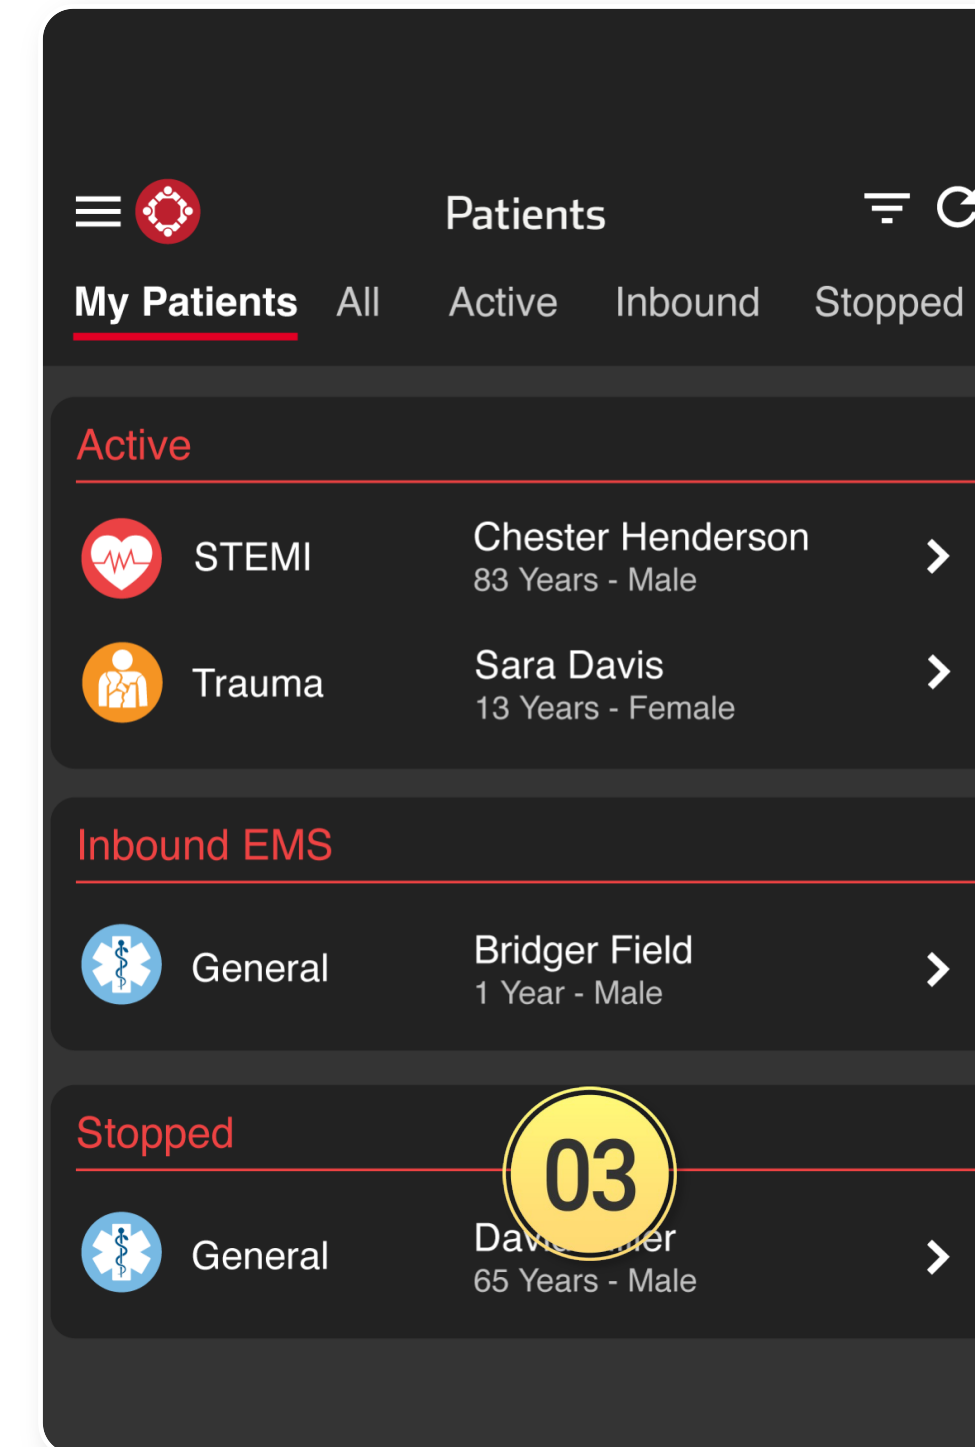 Patients
My Patients All Active Inbound Stopped
Active
STEMI Chester Henderson
83 Years - Male
Trauma Sara Davis
13 Years - Female
Inbound EMS
General Bridger Field
1 Year - Male
Stopped
03
General
65 Years - Male